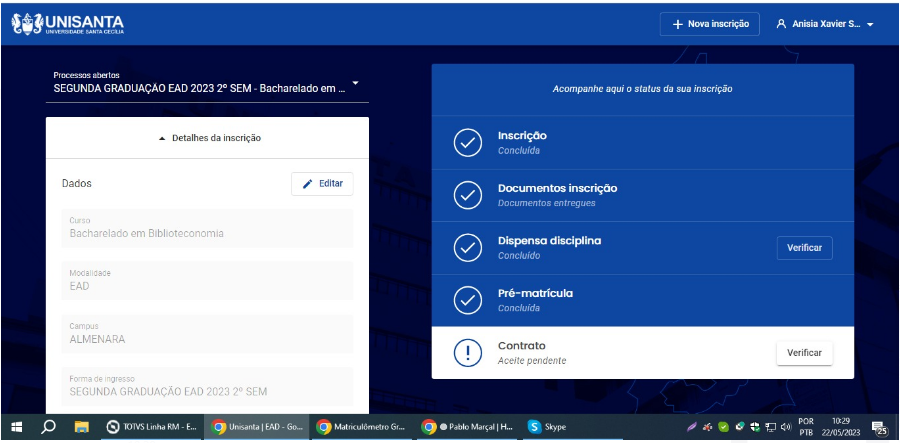 UNISANTA
UNIVERSIDADE SANTA CECÍLIA
+ Nova inscrição
Anisia Xavier S...
Processos abertos
SEGUNDA GRADUAÇÃO EAD 2023 2º SEM - Bacharelado em ...
Detalhes da inscrição
Dados
Editar
Curso
Bacharelado em Biblioteconomia
Modalidade
EAD
Campus
ALMENARA
Forma de ingresso
SEGUNDA GRADUAÇÃO EAD 2023 2º SEM
Acompanhe aqui o status da sua inscrição
Inscrição
Concluída
Documentos inscrição
Documentos entregues
Dispensa disciplina
Concluído
Verificar
Pré-matrícula
Concluída
Contrato
Aceite pendente
Verificar
TOTVS Linha RM - E...
Unisanta | EAD - Go...
Matriculômetro Gr...
Pablo Marçal | H...
Skype
POR
PTB
10:29
22/05/2023
25